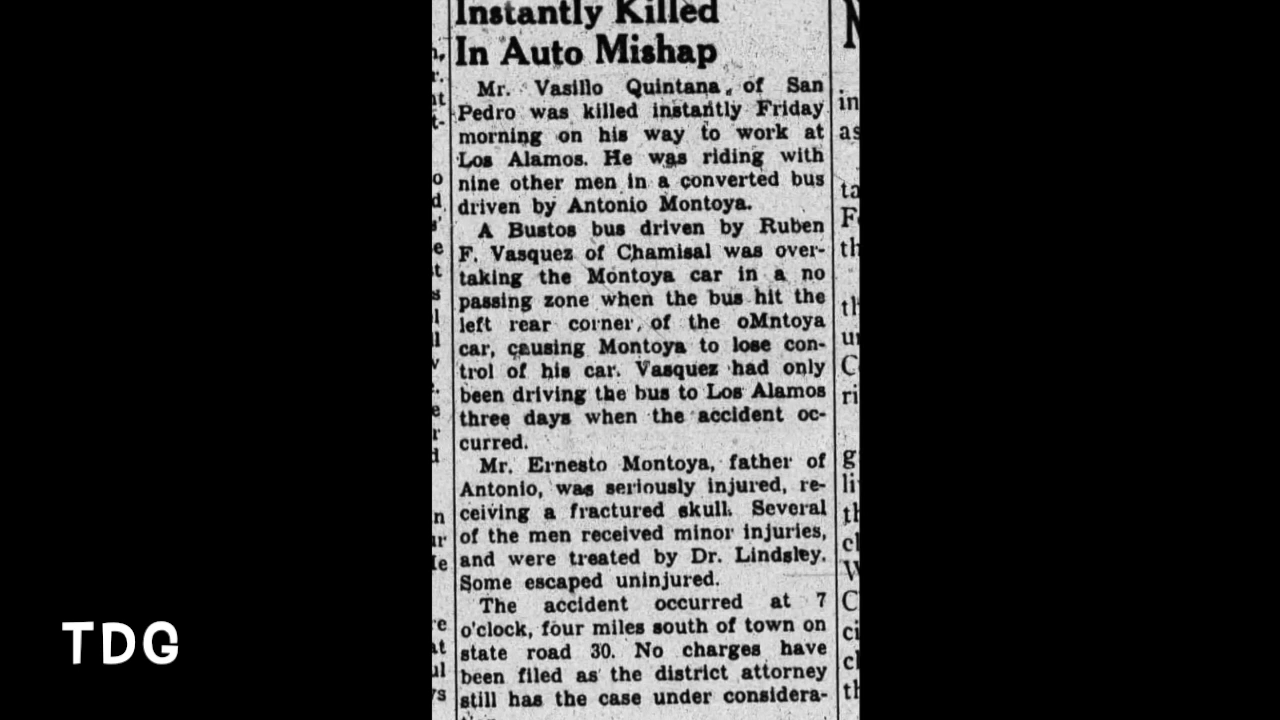 Instantly Killed
In Auto Mishap
Mr. Vasillo Quintana, of San
Pedro was killed instantly Friday
morning on his way to work at
Los Alamos. He was riding with
nine other men in a converted bus
driven by Antonio Montoya.
A Bustos bus driven by Ruben
F. Vasquez of Chamisal was over-
taking the Montoya car in a no
passing zone when the bus hit the
left rear corner of the oMntoya
car, causing Montoya to lose con-
trol of his car. Vasquez had only
been driving the bus to Los Alamos
three days when the accident oc-
curred.
Mr. Ernesto Montoya, father of
Antonio, was seriously injured, re-
ceiving a fractured skull. Several
of the men received minor injuries,
and were treated by Dr. Lindsley.
Some escaped uninjured.
The accident occurred at 7
o'clock, four miles south of town on
state road 30. No charges have
been filed as the district attorney
still has the case under considera-
TDG